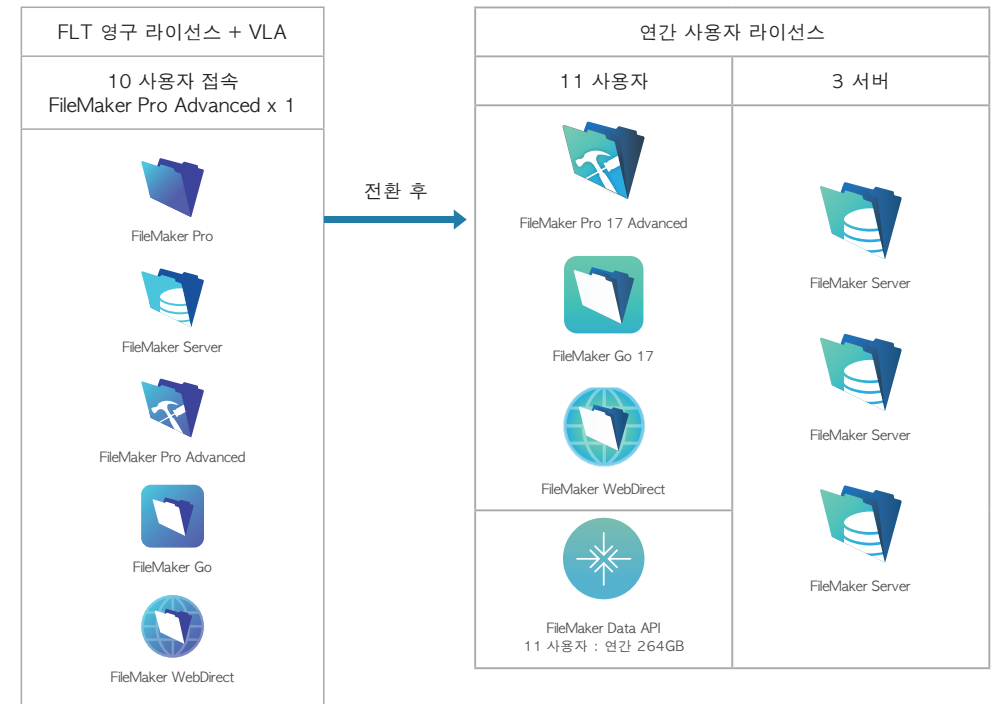 FLT 영구 라이선스 + VLA
10 사용자 접속
FileMaker Pro Advanced x 1
FileMaker Pro
FileMaker Server
FileMaker Pro Advanced
FileMaker Go
FileMaker WebDirect
전환 후
연간 사용자 라이선스
11 사용자
3 서버
FileMaker Pro 17 Advanced
FileMaker Go 17
FileMaker WebDirect
FileMaker Data API
11 사용자 : 연간 264GB
FileMaker Server
FileMaker Server
FileMaker Server